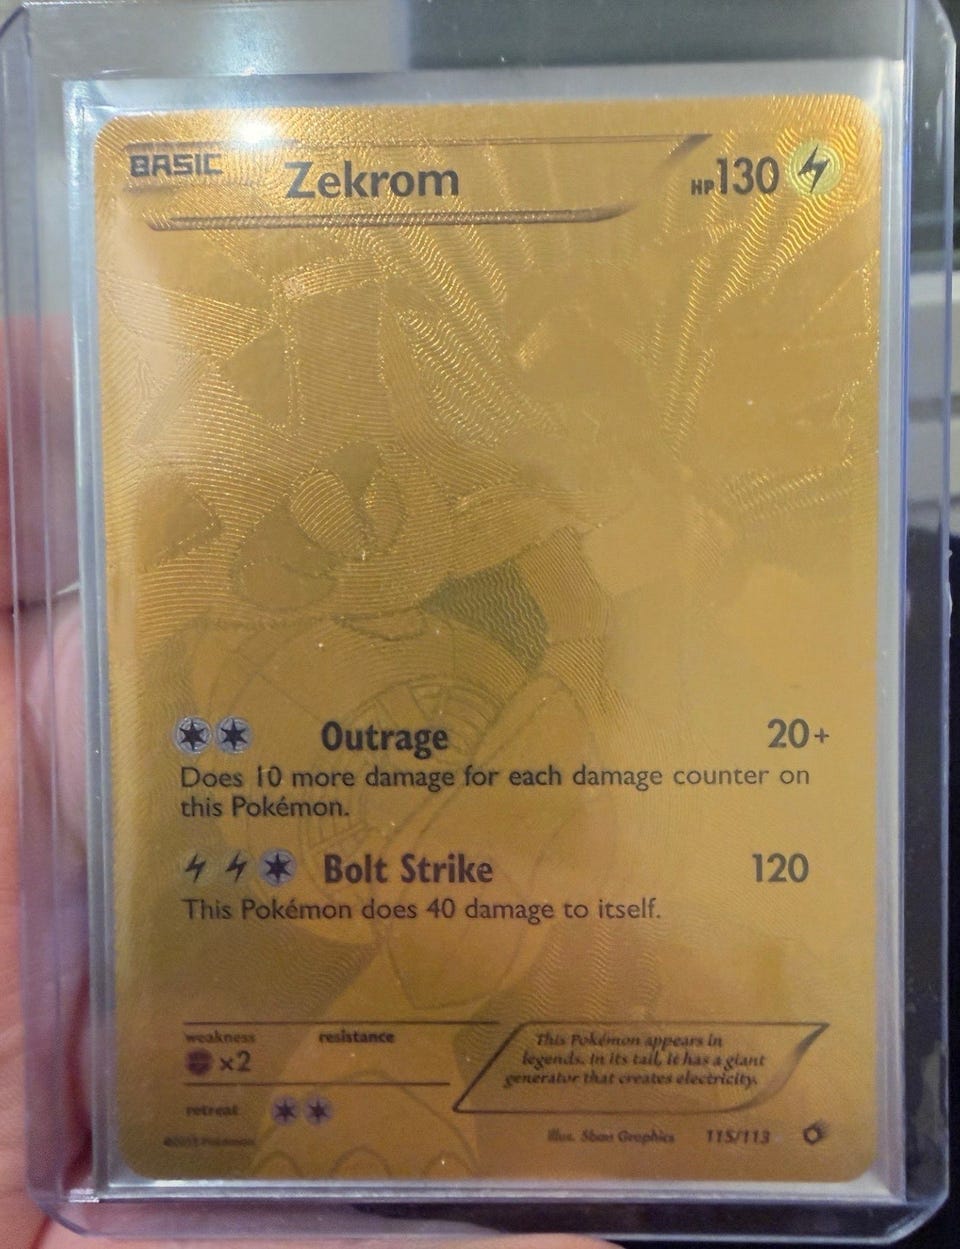 BASIC Zekrom HP130
Outrage 20+
Does 10 more damage for each damage counter on
this Pokémon.
Bolt Strike 120
This Pokémon does 40 damage to itself.
weakness resistance
×2
retreat
This Pokémon appears in
legends. In its tail, it has a giant
generator that creates electricity.
©2013 Pokémon
Illus. 5ban Graphics 115/113